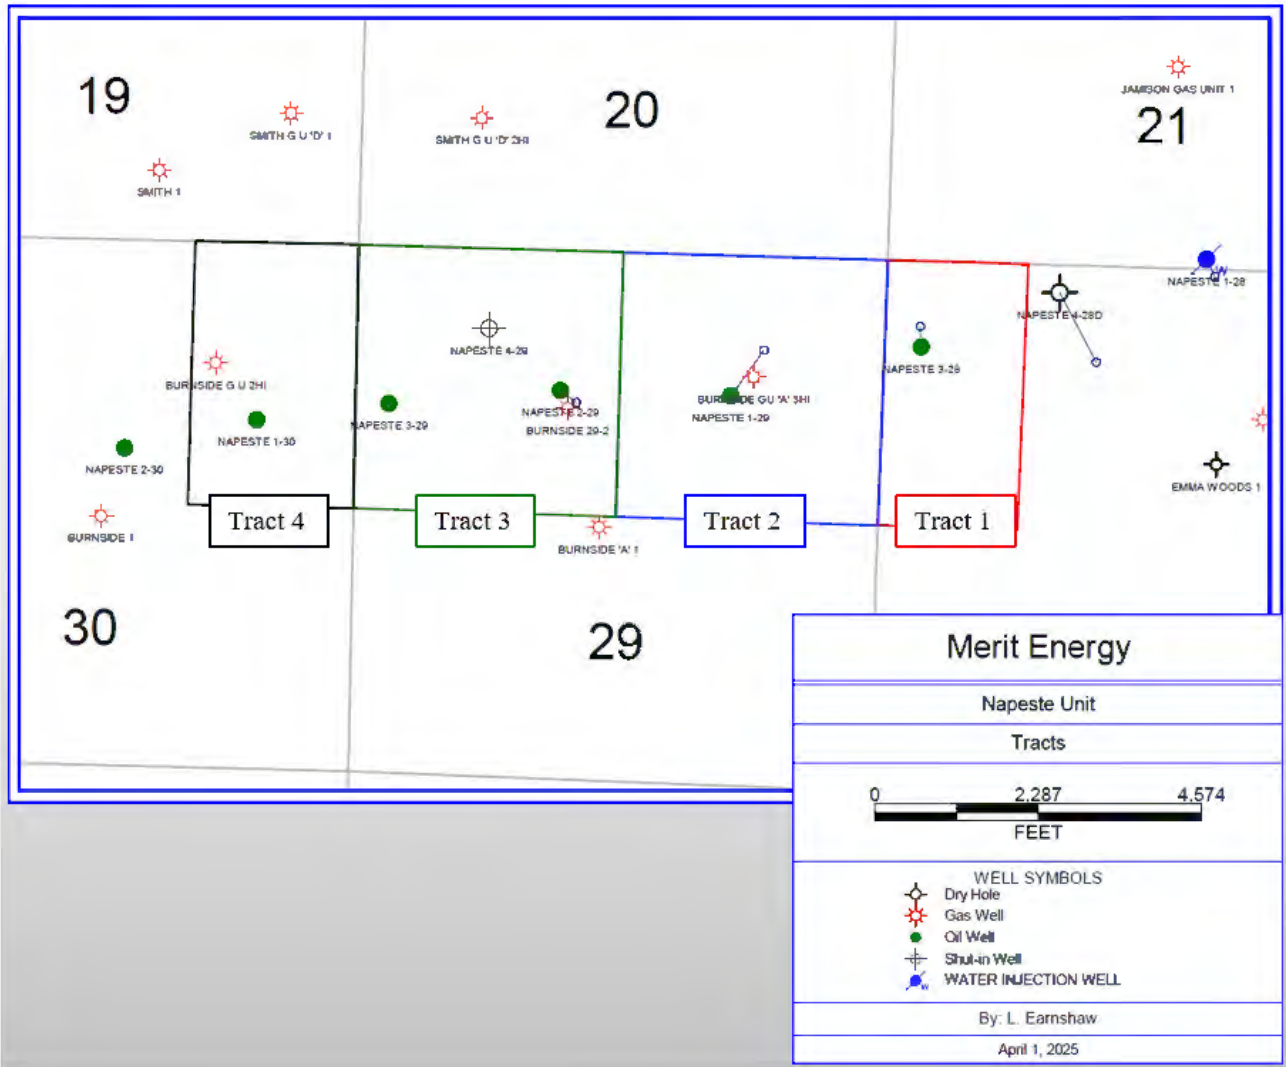 19
20
21
JAMISON GAS UNIT 1
SMITH G U 'D' 1
SMITH G U 'D' 2HI
SMITH 1
NAPESTE 1-28
W
NAPESTE 4-28D
NAPESTE 4-29
NAPESTE 3-28
BURNSIDE G U 2HI
BURNSIDE GU 'A' 3HI
NAPESTE 2-29
NAPESTE 1-29
NAPESTE 3-29
BURNSIDE 29-2
NAPESTE 1-30
NAPESTE 2-30
EMMA WOODS 1
Tract 4
Tract 3
Tract 2
Tract 1
BURNSIDE 1
BURNSIDE 'A' 1
30
29
Merit Energy
Napeste Unit
Tracts
0 2,287 4,574
FEET
WELL SYMBOLS
Dry Hole
Gas Well
Oil Well
Shut-in Well
WATER INJECTION WELL
W
By: L. Earnshaw
April 1, 2025